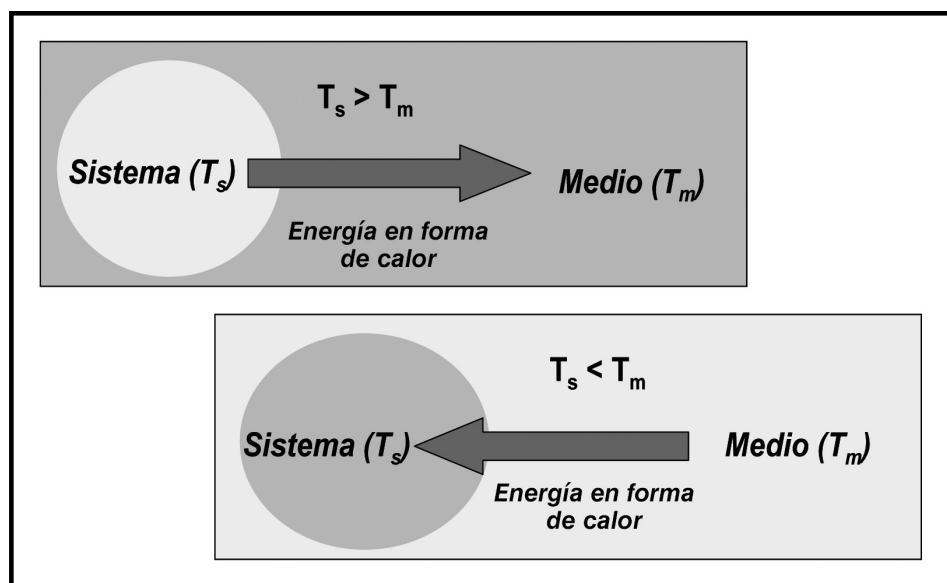 Tₛ > Tₘ
Sistema (Tₛ)
Medio (Tₘ)
Energía en forma
de calor
Tₛ < Tₘ
Sistema (Tₛ)
Medio (Tₘ)
Energía en forma
de calor